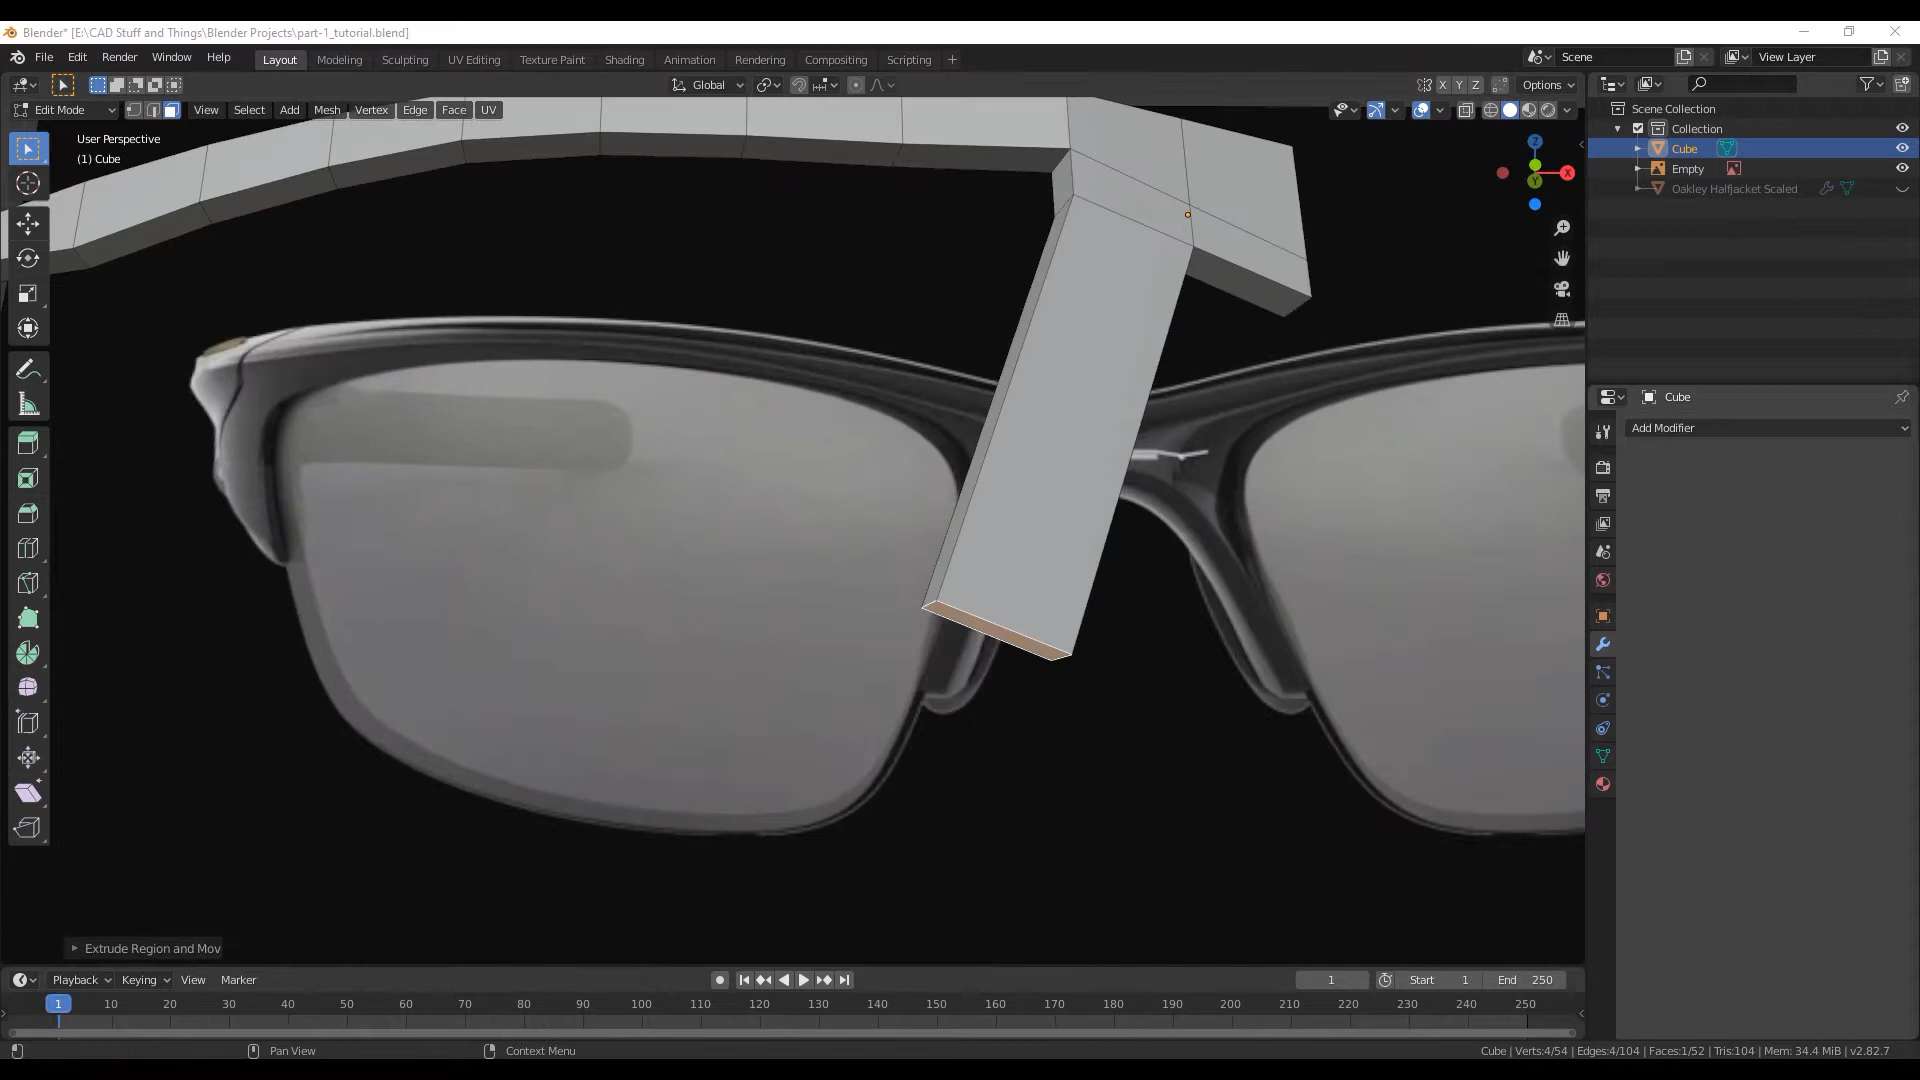 Blender* [E:\CAD Stuff and Things\Blender Projects\part-1_tutorial.blend]
File Edit Render Window Help Layout Modeling Sculpting UV Editing Texture Paint Shading Animation Rendering Compositing Scripting + Scene View Layer
Global X Y Z Options
Edit Mode View Select Add Mesh Vertex Edge Face UV
User Perspective
(1) Cube
Z
X
Y
Scene Collection
Collection
Cube
Empty
Oakley Halfjacket Scaled
Cube
Add Modifier
Extrude Region and Mov
Playback Keying View Marker 1 Start 1 End 250
1 10 20 30 40 50 60 70 80 90 100 110 120 130 140 150 160 170 180 190 200 210 220 230 240 250
Pan View Context Menu Cube | Verts:4/54 | Edges:4/104 | Faces:1/52 | Tris:104 | Mem: 34.4 MiB | v2.82.7